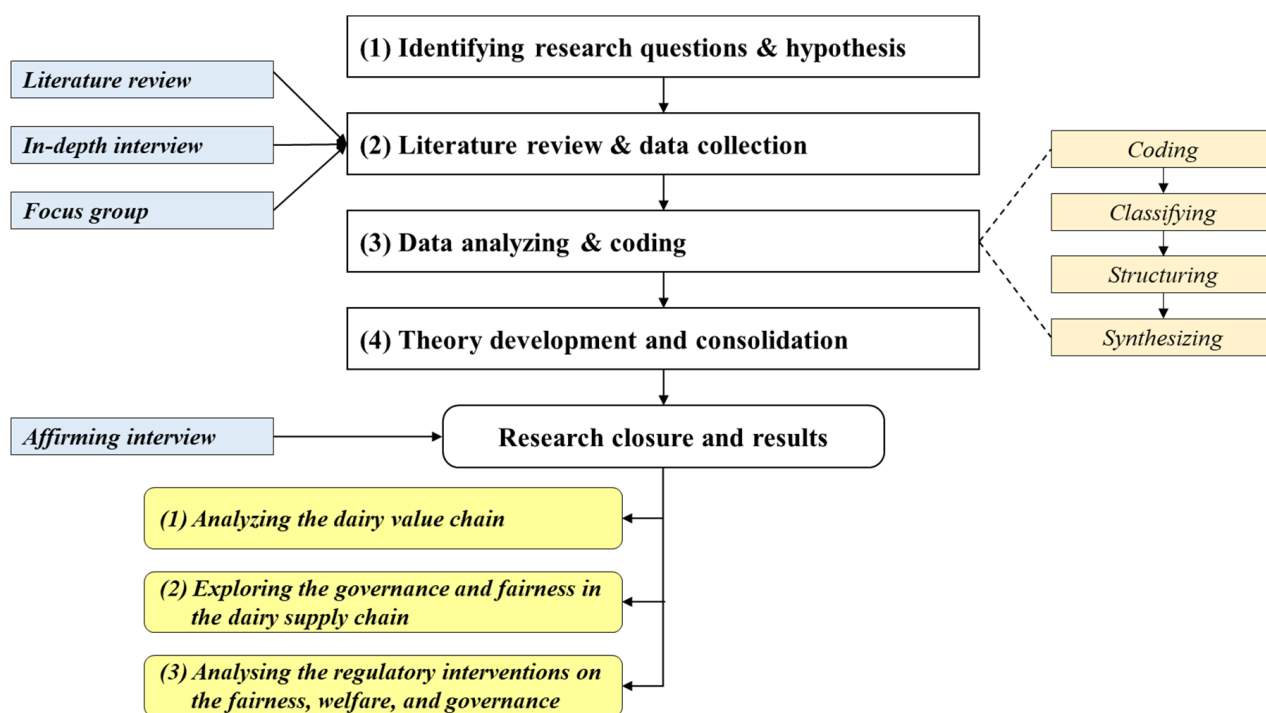 (1) Identifying research questions & hypothesis
Literature review
In-depth interview
Focus group
(2) Literature review & data collection
(3) Data analyzing & coding
Coding
Classifying
Structuring
Synthesizing
(4) Theory development and consolidation
Affirming interview
Research closure and results
(1) Analyzing the dairy value chain
(2) Exploring the governance and fairness in
the dairy supply chain
(3) Analysing the regulatory interventions on
the fairness, welfare, and governance